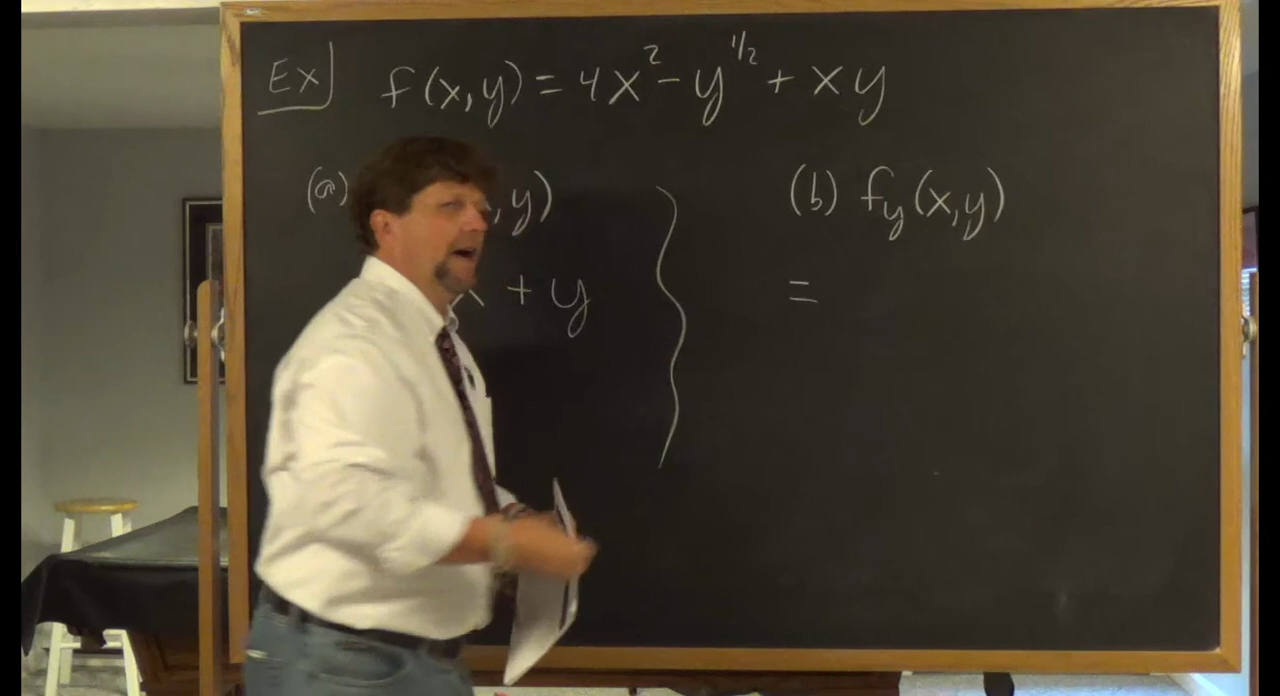 Ex f(x,y) = 4x² - y^{1/2} + xy
(a) , y)
(b) f_y(x,y)
x + y
=